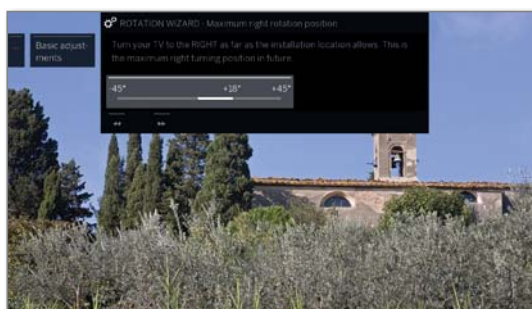 ROTATION WIZARD - Maximum right rotation position
Basic adjust-
ments
Turn your TV to the RIGHT as far as the installation location allows. This is
the maximum right turning position in future.
-45° +18° +45°